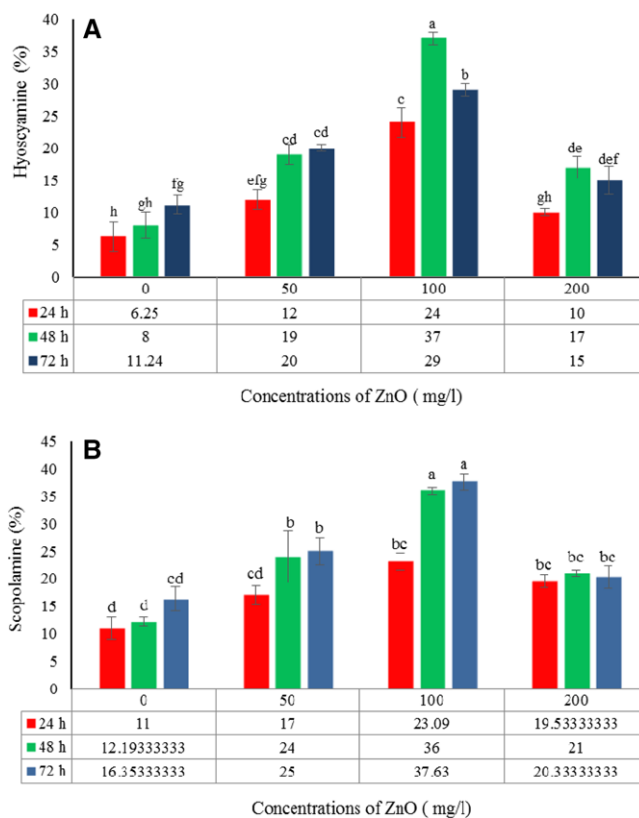 A
Hyoscyamine (%)
40
35
30
25
20
15
10
5
0
h gh fg
efg cd cd
c a b
gh de def
0 50 100 200
24 h 6.25 12 24 10
48 h 8 19 37 17
72 h 11.24 20 29 15
Concentrations of ZnO ( mg/l)
B
Scopolamine (%)
45
40
35
30
25
20
15
10
5
0
d d cd
cd b b
bc a a
bc bc bc
0 50 100 200
24 h 11 17 23.09 19.53333333
48 h 12.19333333 24 36 21
72 h 16.35333333 25 37.63 20.33333333
Concentrations of ZnO ( mg/l)